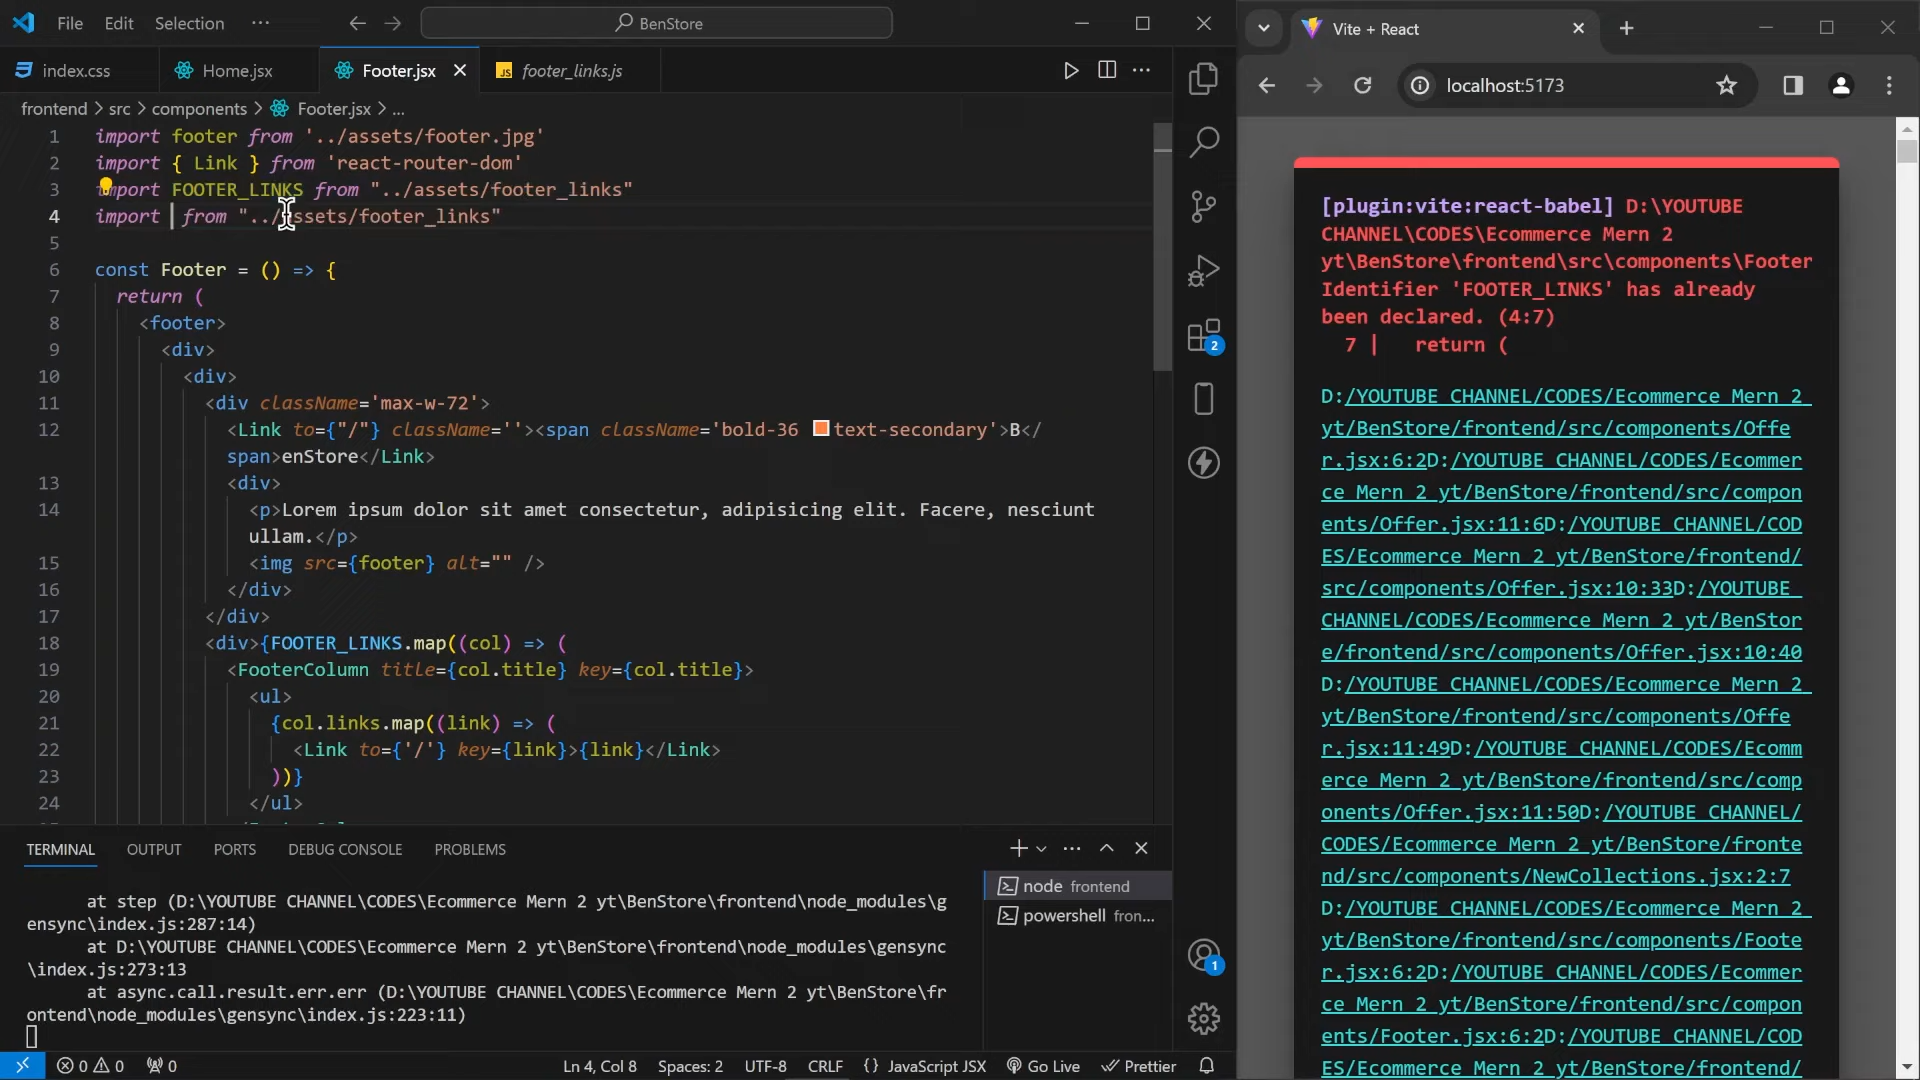 File Edit Selection ··· BenStore
index.css Home.jsx Footer.jsx JS footer_links.js
frontend > src > components > Footer.jsx > ...
1 import footer from '../assets/footer.jpg'
2 import { Link } from 'react-router-dom'
3 import FOOTER_LINKS from "../assets/footer_links"
4 import from "../assets/footer_links"
5
6 const Footer = () => {
7 return (
8 <footer>
9 <div>
10 <div>
11 <div className='max-w-72'>
12 <Link to={"/"} className=''><span className='bold-36 text-secondary'>B</
span>enStore</Link>
13 <div>
14 <p>Lorem ipsum dolor sit amet consectetur, adipisicing elit. Facere, nesciunt
ullam.</p>
15 <img src={footer} alt="" />
16 </div>
17 </div>
18 <div>{FOOTER_LINKS.map((col) => (
19 <FooterColumn title={col.title} key={col.title}>
20 <ul>
21 {col.links.map((link) => (
22 <Link to={'/'} key={link}>{link}</Link>
23 ))}
24 </ul>
TERMINAL OUTPUT PORTS DEBUG CONSOLE PROBLEMS
at step (D:\YOUTUBE CHANNEL\CODES\Ecommerce Mern 2 yt\BenStore\frontend\node_modules\g
ensync\index.js:287:14)
at D:\YOUTUBE CHANNEL\CODES\Ecommerce Mern 2 yt\BenStore\frontend\node_modules\gensync
\index.js:273:13
at async.call.result.err.err (D:\YOUTUBE CHANNEL\CODES\Ecommerce Mern 2 yt\BenStore\fr
ontend\node_modules\gensync\index.js:223:11)
node frontend
powershell fron...
2
1
0 0 0 Ln 4, Col 8 Spaces: 2 UTF-8 CRLF {} JavaScript JSX Go Live Prettier
Vite + React
localhost:5173
[plugin:vite:react-babel] D:\YOUTUBE
CHANNEL\CODES\Ecommerce Mern 2
yt\BenStore\frontend\src\components\Footer
Identifier 'FOOTER_LINKS' has already
been declared. (4:7)
7 | return (
D:/YOUTUBE CHANNEL/CODES/Ecommerce Mern 2
yt/BenStore/frontend/src/components/Offe
r.jsx:6:2D:/YOUTUBE CHANNEL/CODES/Ecommer
ce Mern 2 yt/BenStore/frontend/src/compon
ents/Offer.jsx:11:6D:/YOUTUBE CHANNEL/COD
ES/Ecommerce Mern 2 yt/BenStore/frontend/
src/components/Offer.jsx:10:33D:/YOUTUBE
CHANNEL/CODES/Ecommerce Mern 2 yt/BenStor
e/frontend/src/components/Offer.jsx:10:40
D:/YOUTUBE CHANNEL/CODES/Ecommerce Mern 2
yt/BenStore/frontend/src/components/Offe
r.jsx:11:49D:/YOUTUBE CHANNEL/CODES/Ecomm
erce Mern 2 yt/BenStore/frontend/src/comp
onents/Offer.jsx:11:50D:/YOUTUBE CHANNEL/
CODES/Ecommerce Mern 2 yt/BenStore/fronte
nd/src/components/NewCollections.jsx:2:7
D:/YOUTUBE CHANNEL/CODES/Ecommerce Mern 2
yt/BenStore/frontend/src/components/Foote
r.jsx:6:2D:/YOUTUBE CHANNEL/CODES/Ecommer
ce Mern 2 yt/BenStore/frontend/src/compon
ents/Footer.jsx:6:2D:/YOUTUBE CHANNEL/COD
ES/Ecommerce Mern 2 yt/BenStore/frontend/